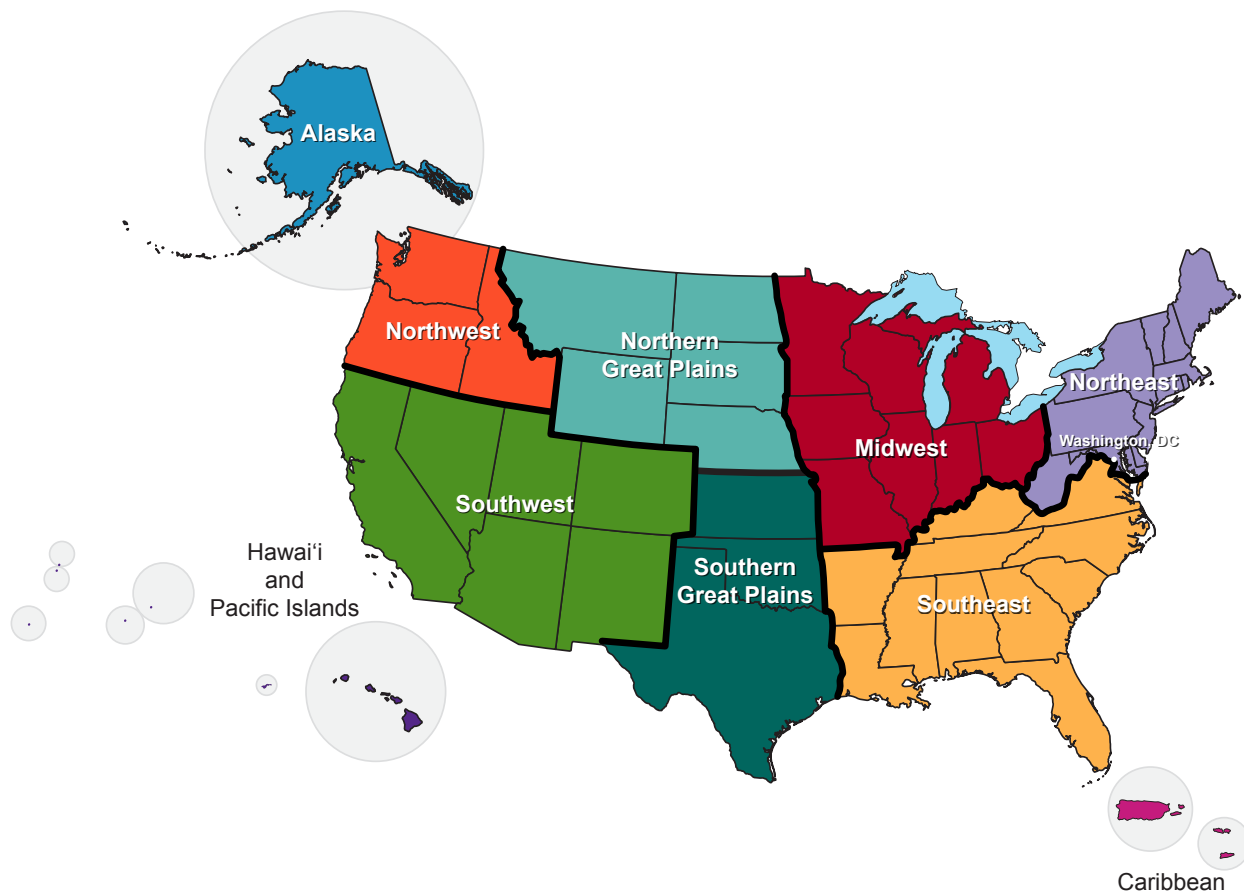 Alaska
Northwest
Northern
Great Plains
Northeast
Washington, DC
Midwest
Southwest
Hawai‘i
and
Pacific Islands
Southern
Great Plains
Southeast
Caribbean